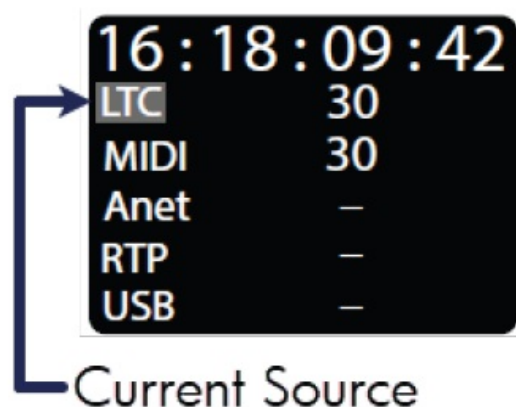 16 : 18 : 09 : 42
LTC 30
MIDI 30
Anet –
RTP –
USB –
Current Source